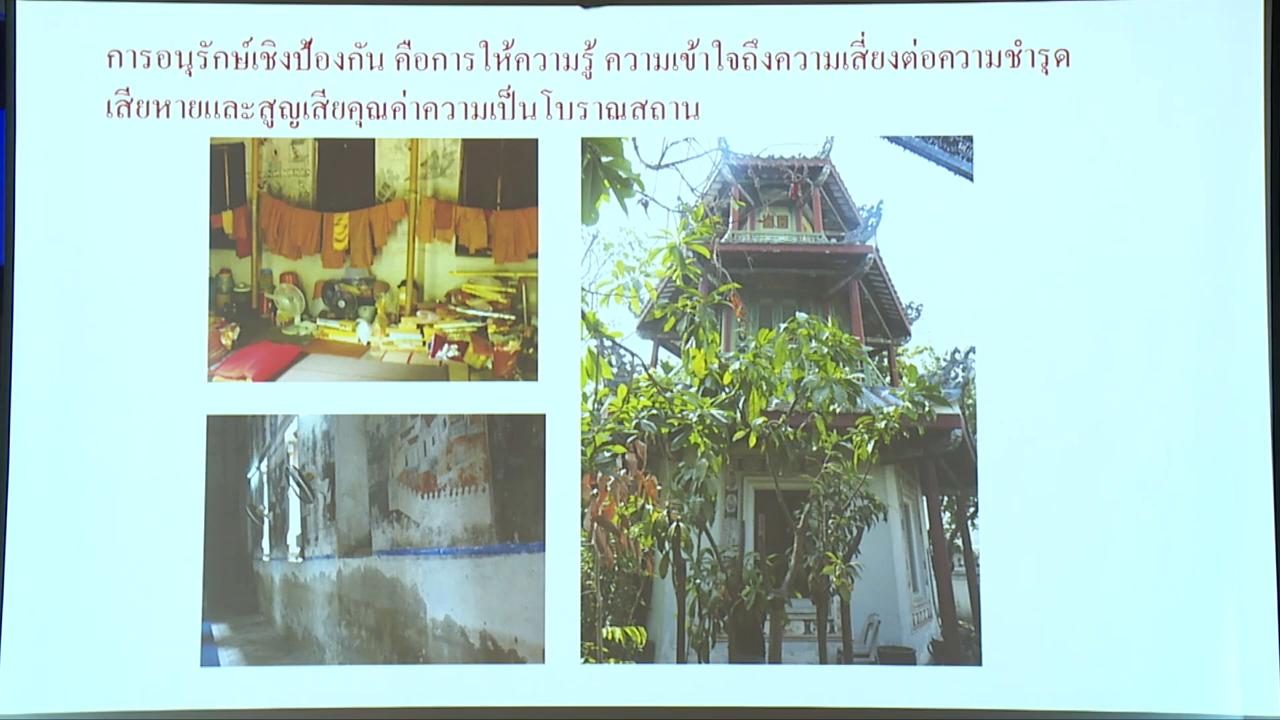 การอนุรักษ์เชิงป้องกัน คือการให้ความรู้ ความเข้าใจถึงความเสี่ยงต่อความชำรุด
เสียหายและสูญเสียคุณค่าความเป็นโบราณสถาน